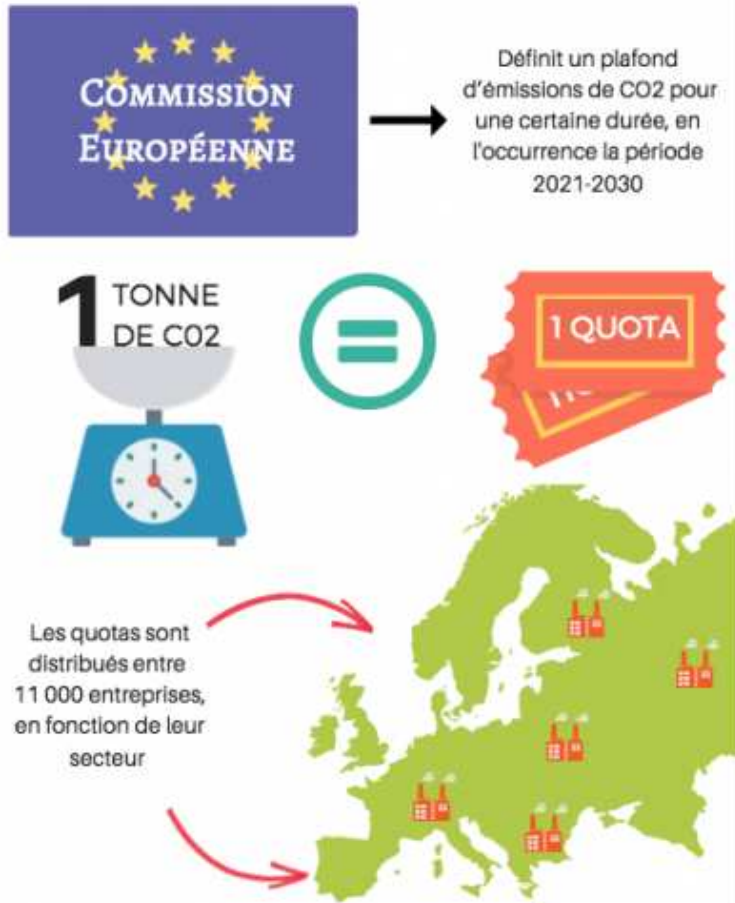 COMMISSION
EUROPÉENNE
Définit un plafond
d'émissions de CO2 pour
une certaine durée, en
l'occurrence la période
2021-2030
1 TONNE
DE C02
1 QUOTA
Les quotas sont
distribués entre
11 000 entreprises,
en fonction de leur
secteur